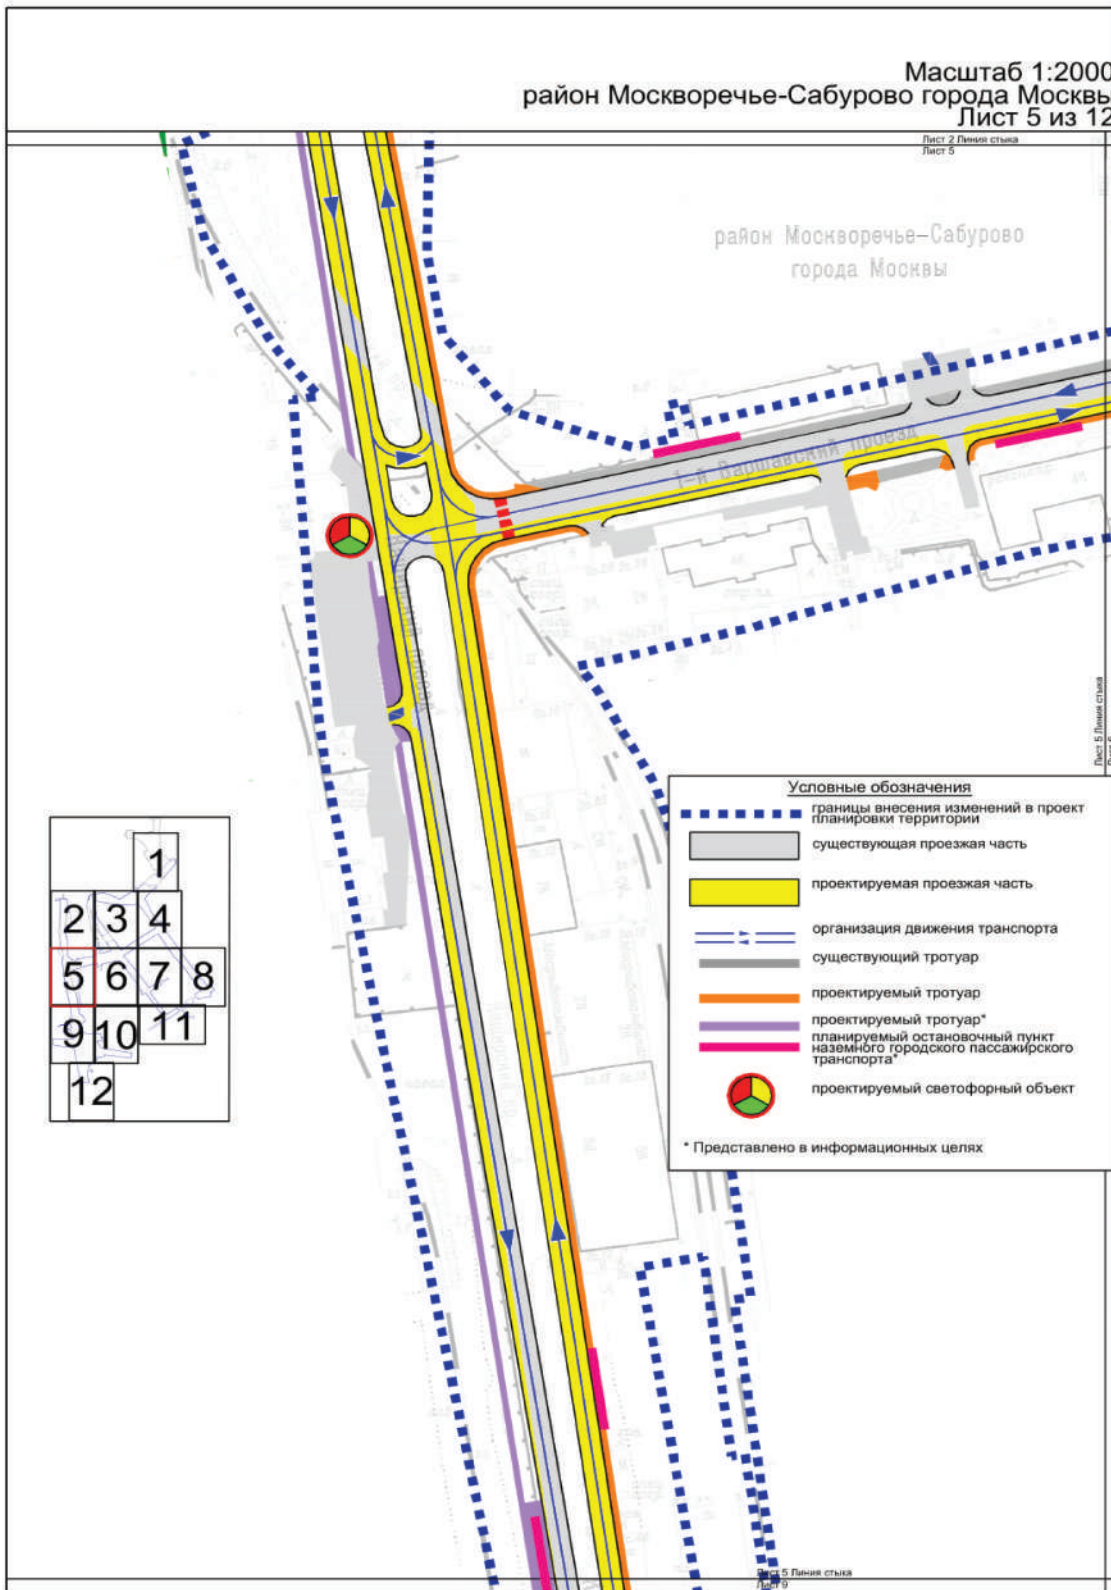 Масштаб 1:2000
район Москворечье-Сабурово города Москвы
Лист 5 из 12
Лист 2 Линия стыка
Лист 5
район Москворечье-Сабурово
города Москвы
1-й Варшавский проезд
Каширский проезд
Лист 5 Линия стыка
Условные обозначения
границы внесения изменений в проект
планировки территории
существующая проезжая часть
проектируемая проезжая часть
организация движения транспорта
существующий тротуар
проектируемый тротуар
проектируемый тротуар*
планируемый остановочный пункт
наземного городского пассажирского
транспорта*
проектируемый светофорный объект
* Представлено в информационных целях
1
2 3 4
5 6 7 8
9 10 11
12
Лист 5 Линия стыка
Лист 9